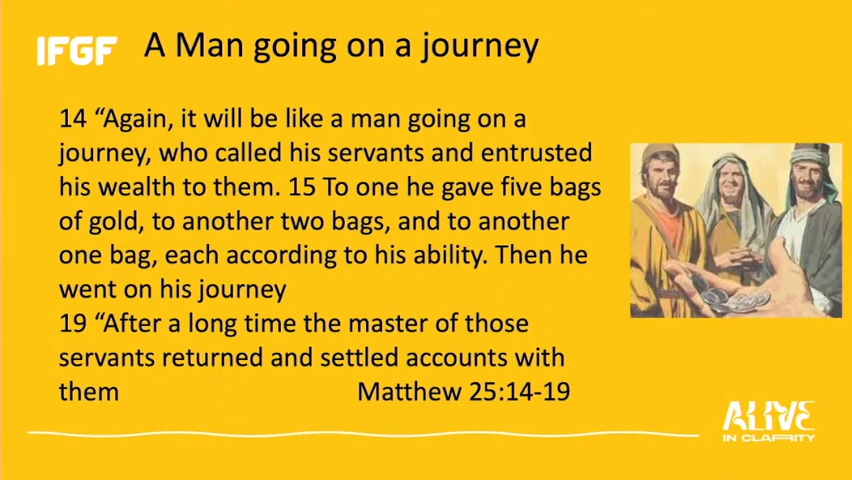 IFGF
A Man going on a journey
14 “Again, it will be like a man going on a
journey, who called his servants and entrusted
his wealth to them. 15 To one he gave five bags
of gold, to another two bags, and to another
one bag, each according to his ability. Then he
went on his journey
19 “After a long time the master of those
servants returned and settled accounts with
them Matthew 25:14-19
ALIVE
IN CLARITY